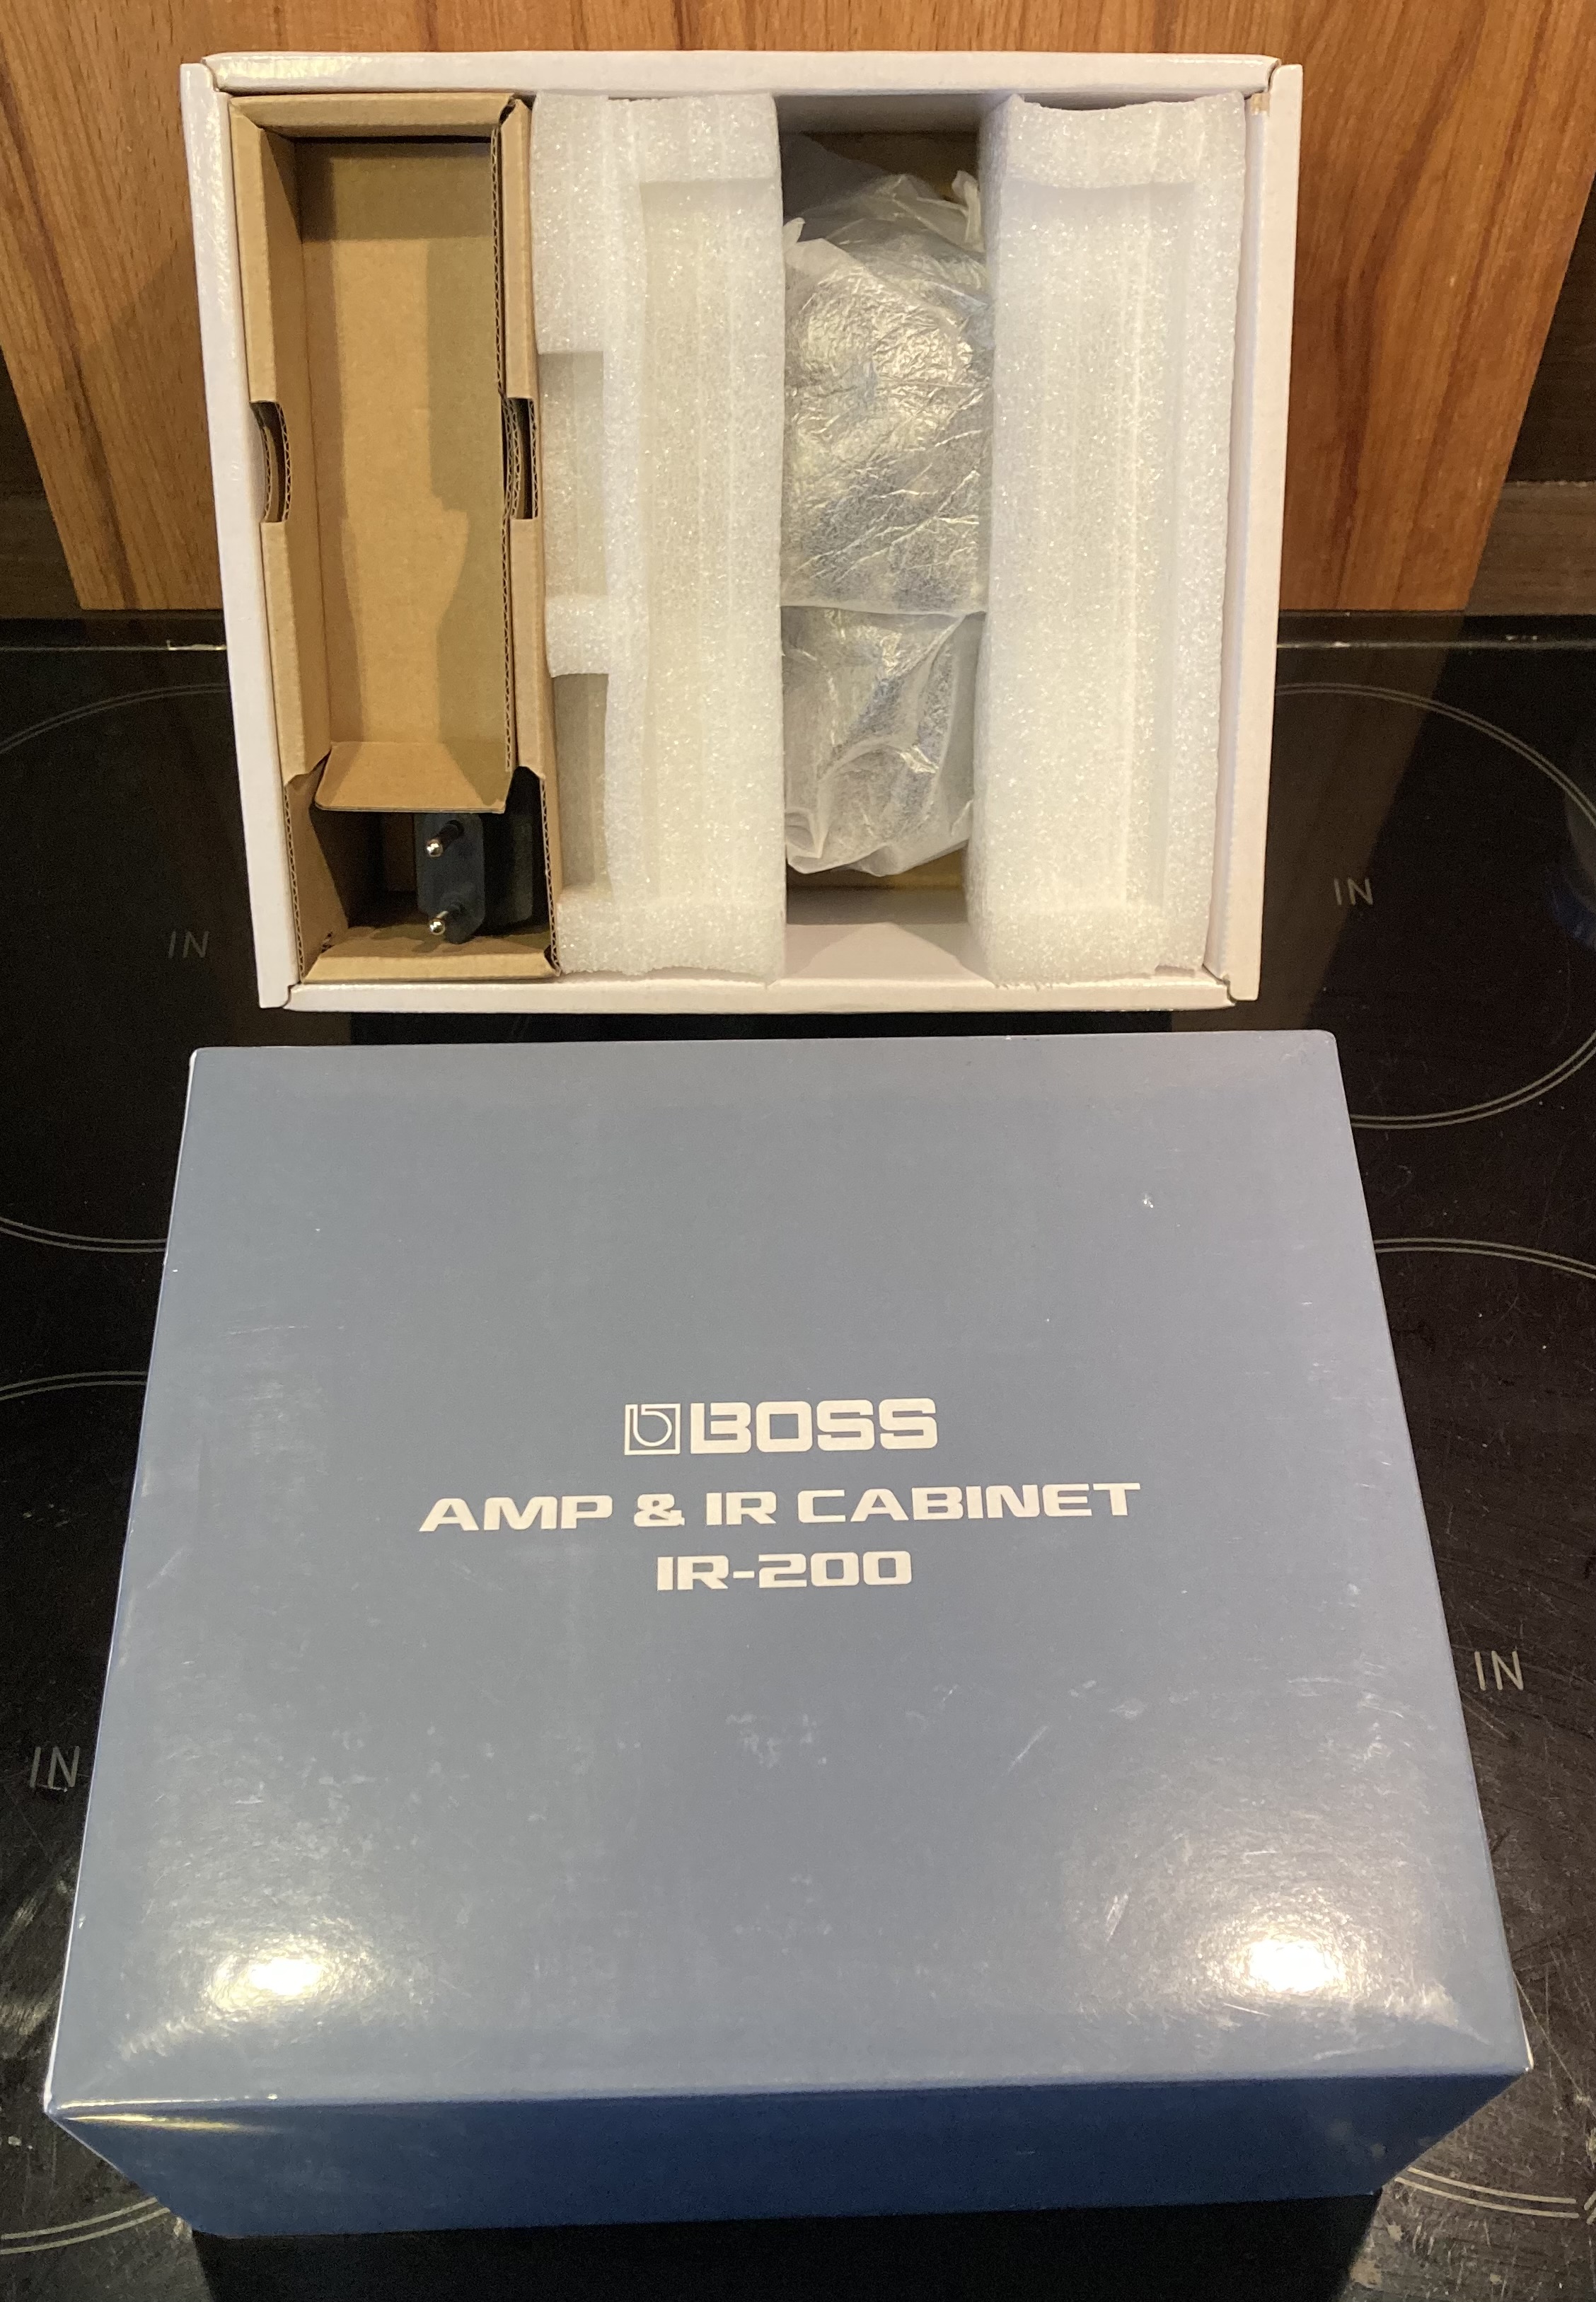 IN
IN
BOSS
AMP & IR CABINET
IR-200
IN
IN